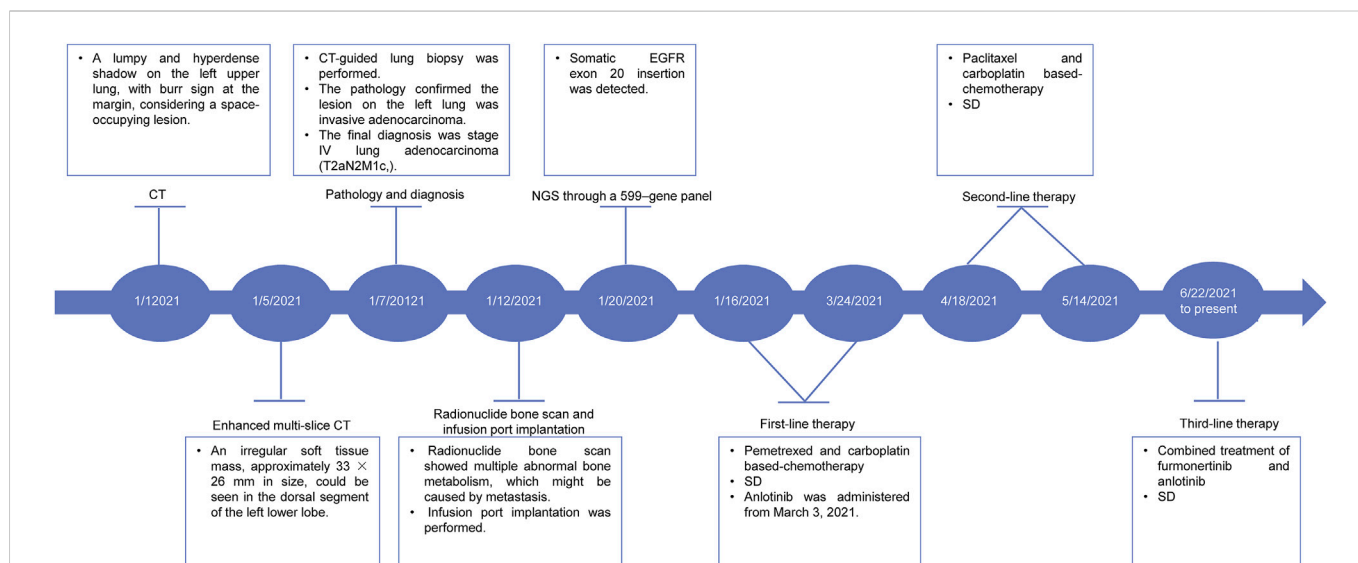 • A lumpy and hyperdense
shadow on the left upper
lung, with burr sign at the
margin, considering a space-
occupying lesion.
CT
• CT-guided lung biopsy was
performed.
• The pathology confirmed the
lesion on the left lung was
invasive adenocarcinoma.
• The final diagnosis was stage
IV lung adenocarcinoma
(T2aN2M1c,).
Pathology and diagnosis
• Somatic EGFR
exon 20 insertion
was detected.
NGS through a 599–gene panel
• Paclitaxel and
carboplatin based-
chemotherapy
• SD
Second-line therapy
1/12021
1/5/2021
1/7/20121
1/12/2021
1/20/2021
1/16/2021
3/24/2021
4/18/2021
5/14/2021
6/22/2021
to present
Enhanced multi-slice CT
• An irregular soft tissue
mass, approximately 33 ×
26 mm in size, could be
seen in the dorsal segment
of the left lower lobe.
Radionuclide bone scan and
infusion port implantation
• Radionuclide bone scan
showed multiple abnormal bone
metabolism, which might be
caused by metastasis.
• Infusion port implantation was
performed.
First-line therapy
• Pemetrexed and carboplatin
based-chemotherapy
• SD
• Anlotinib was administered
from March 3, 2021.
Third-line therapy
• Combined treatment of
furmonertinib and
anlotinib
• SD